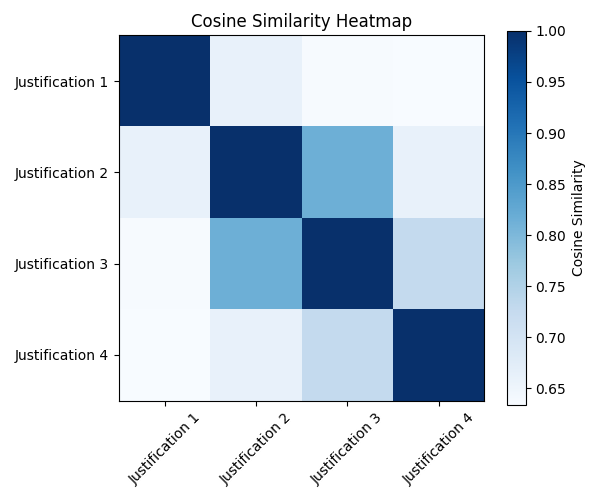 Cosine Similarity Heatmap
Justification 1
Justification 2
Justification 3
Justification 4
Justification 1
Justification 2
Justification 3
Justification 4
1.00
0.95
0.90
0.85
0.80
0.75
0.70
0.65
Cosine Similarity